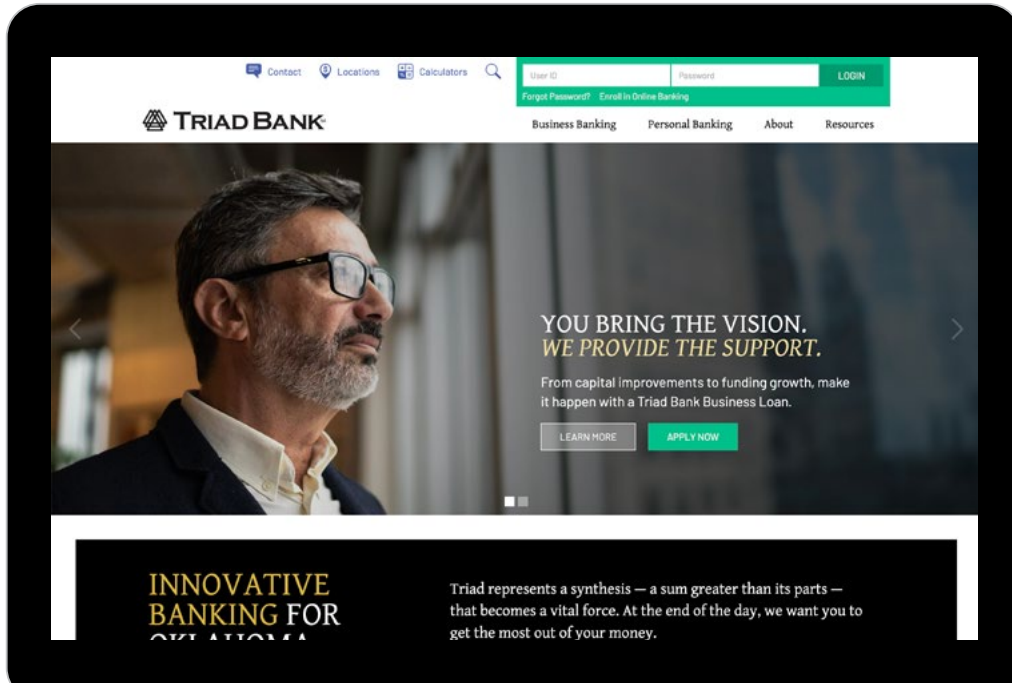 Contact Locations Calculators
User ID Password LOGIN
Forgot Password? Enroll in Online Banking
TRIAD BANK
Business Banking Personal Banking About Resources
YOU BRING THE VISION.
WE PROVIDE THE SUPPORT.
From capital improvements to funding growth, make
it happen with a Triad Bank Business Loan.
LEARN MORE APPLY NOW
INNOVATIVE
BANKING FOR
OKLAHOMA
Triad represents a synthesis — a sum greater than its parts —
that becomes a vital force. At the end of the day, we want you to
get the most out of your money.